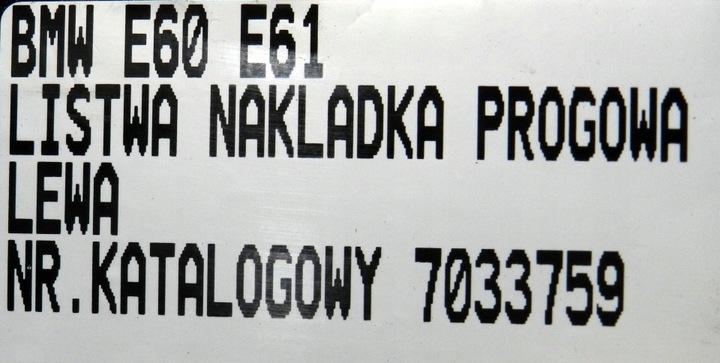 BMW E60 E61
LISTWA NAKLADKA PROGOWA
LEWA
NR.KATALOGOWY 7033759